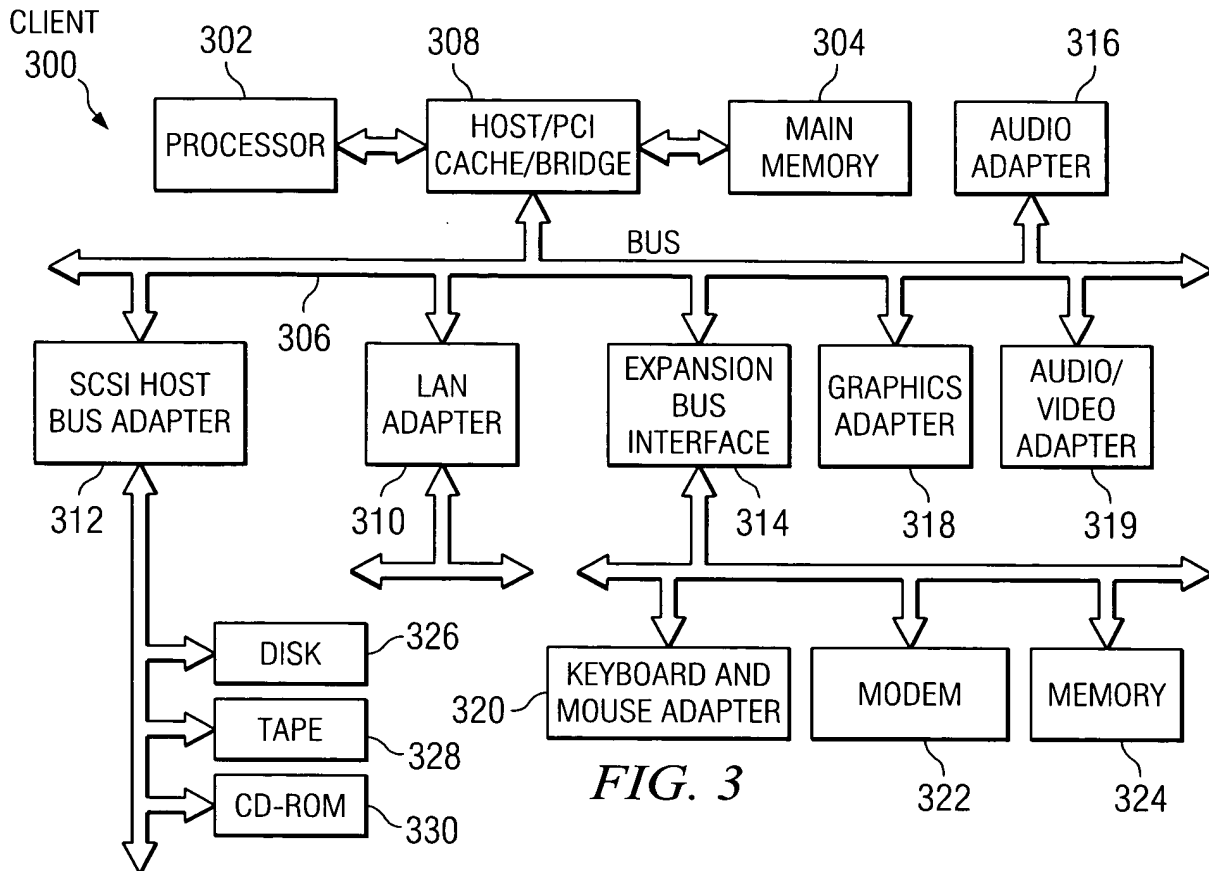 CLIENT
300
302
308
304
316
PROCESSOR
HOST/PCI
CACHE/BRIDGE
MAIN
MEMORY
AUDIO
ADAPTER
BUS
306
SCSI HOST
BUS ADAPTER
LAN
ADAPTER
EXPANSION
BUS
INTERFACE
GRAPHICS
ADAPTER
AUDIO/
VIDEO
ADAPTER
312
310
314
318
319
DISK
326
TAPE
328
CD-ROM
330
320
KEYBOARD AND
MOUSE ADAPTER
MODEM
MEMORY
322
324
FIG. 3